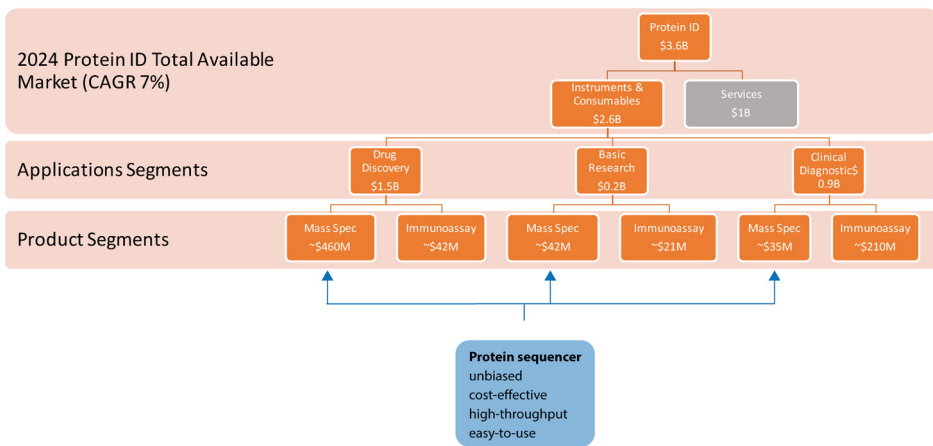 Protein ID
$3.6B
2024 Protein ID Total Available
Market (CAGR 7%)
Instruments &
Consumables
$2.6B
Services
$1B
Applications Segments
Drug
Discovery
$1.5B
Basic
Research
$0.2B
Clinical
Diagnostic$
0.9B
Product Segments
Mass Spec
~$460M
Immunoassay
~$42M
Mass Spec
~$42M
Immunoassay
~$21M
Mass Spec
~$35M
Immunoassay
~$210M
Protein sequencer
unbiased
cost-effective
high-throughput
easy-to-use